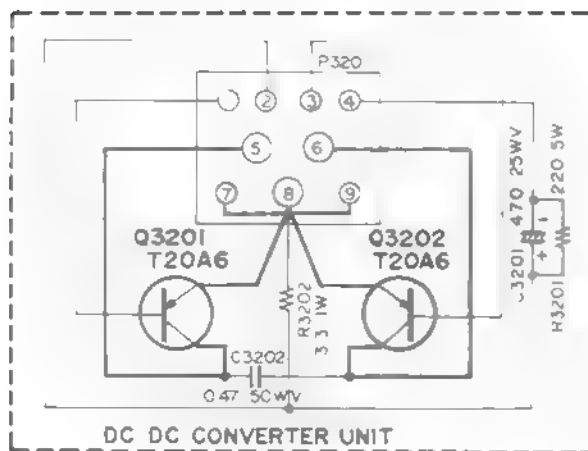 P320
2 3 4
5 6
7 8 9
Q3201
T20A6
Q3202
T20A6
470 25WV
220 5W
C3201
R3201
R3202
3 3 1W
C3202
0.47 50WV
DC DC CONVERTER UNIT